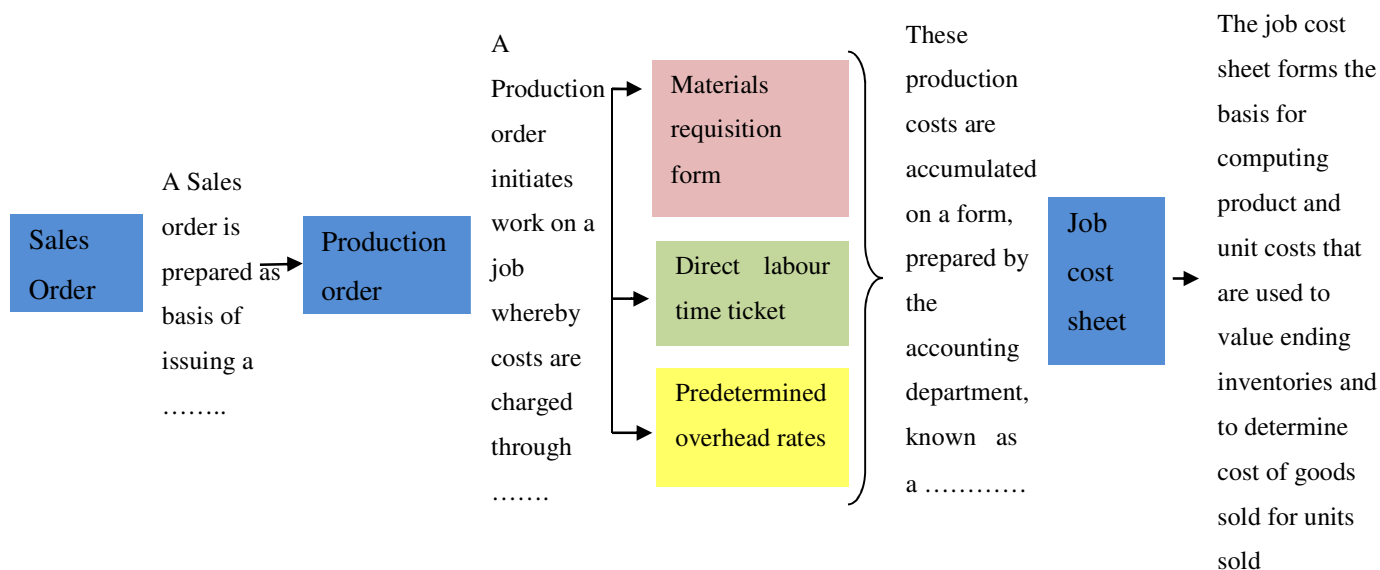 Sales
Order
A Sales
order is
prepared as
basis of
issuing a
……..
Production
order
A
Production
order
initiates
work on a
job
whereby
costs are
charged
through
…….
Materials
requisition
form
Direct labour
time ticket
Predetermined
overhead rates
These
production
costs are
accumulated
on a form,
prepared by
the
accounting
department,
known as
a …………
Job
cost
sheet
The job cost
sheet forms the
basis for
computing
product and
unit costs that
are used to
value ending
inventories and
to determine
cost of goods
sold for units
sold